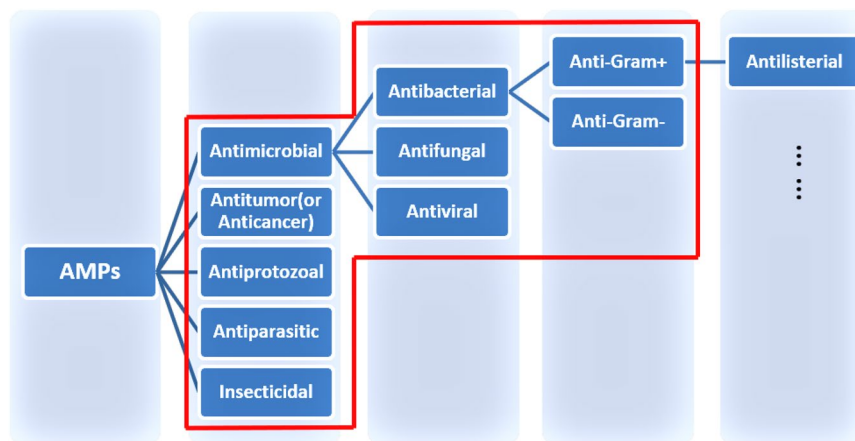 AMPs
Antimicrobial
Antitumor(or
Anticancer)
Antiprotozoal
Antiparasitic
Insecticidal
Antibacterial
Antifungal
Antiviral
Anti-Gram+
Anti-Gram-
Antilisterial
……